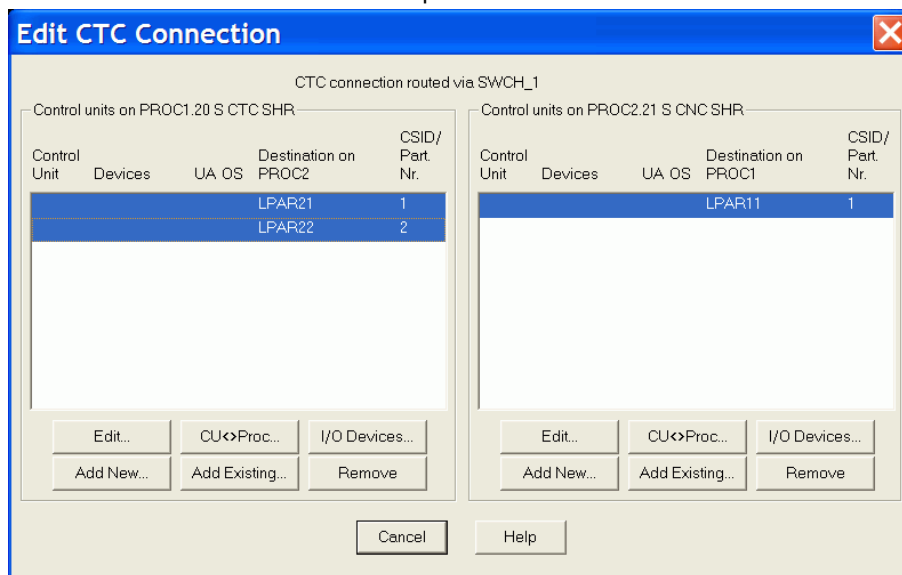 Edit CTC Connection
CTC connection routed via SWCH_1
Control units on PROC1.20 S CTC SHR
Control Unit Devices UA OS Destination on PROC2 CSID/ Part. Nr.
LPAR21 1
LPAR22 2
Edit... CU<>Proc... I/O Devices...
Add New... Add Existing... Remove
Control units on PROC2.21 S CNC SHR
Control Unit Devices UA OS Destination on PROC1 CSID/ Part. Nr.
LPAR11 1
Edit... CU<>Proc... I/O Devices...
Add New... Add Existing... Remove
Cancel Help